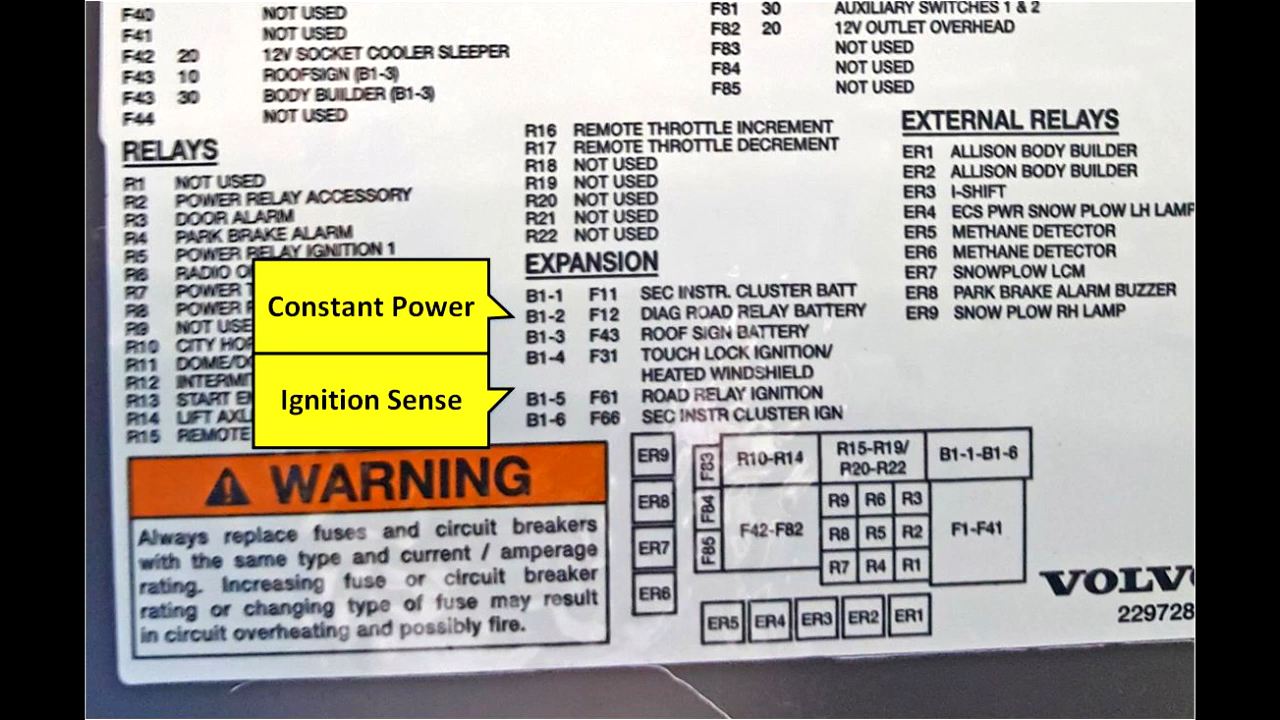 F40 NOT USED
F41 NOT USED
F42 20 12V SOCKET COOLER SLEEPER
F43 10 ROOFSIGN (B1-3)
F43 30 BODY BUILDER (B1-3)
F44 NOT USED
F81 30 AUXILIARY SWITCHES 1 & 2
F82 20 12V OUTLET OVERHEAD
F83 NOT USED
F84 NOT USED
F85 NOT USED
RELAYS
R1 NOT USED
R2 POWER RELAY ACCESSORY
R3 DOOR ALARM
R4 PARK BRAKE ALARM
R5 POWER RELAY IGNITION 1
R6 RADIO
R7 POWER
R8 POWER
R9 NOT USE
R10 CITY HO
R11 DOME/DO
R12 INTERMI
R13 START E
R14 LIFT AXL
R15 REMOTE
R16 REMOTE THROTTLE INCREMENT
R17 REMOTE THROTTLE DECREMENT
R18 NOT USED
R19 NOT USED
R20 NOT USED
R21 NOT USED
R22 NOT USED
EXPANSION
B1-1 F11 SEC INSTR. CLUSTER BATT
B1-2 F12 DIAG ROAD RELAY BATTERY
B1-3 F43 ROOF SIGN BATTERY
B1-4 F31 TOUCH LOCK IGNITION/
HEATED WINDSHIELD
B1-5 F61 ROAD RELAY IGNITION
B1-6 F66 SEC INSTR CLUSTER IGN
Constant Power
Ignition Sense
EXTERNAL RELAYS
ER1 ALLISON BODY BUILDER
ER2 ALLISON BODY BUILDER
ER3 I-SHIFT
ER4 ECS PWR SNOW PLOW LH LAMP
ER5 METHANE DETECTOR
ER6 METHANE DETECTOR
ER7 SNOWPLOW LCM
ER8 PARK BRAKE ALARM BUZZER
ER9 SNOW PLOW RH LAMP
WARNING
Always replace fuses and circuit breakers
with the same type and current / amperage
rating. Increasing fuse or circuit breaker
rating or changing type of fuse may result
in circuit overheating and possibly fire.
ER9 F83 R10-R14 R15-R19/ B1-1-B1-6
R20-R22
ER8 F84 F42-F82 R9 R6 R3 F1-F41
ER7 F85 R8 R5 R2
ER6 R7 R4 R1
ER5 ER4 ER3 ER2 ER1
VOLV
229728